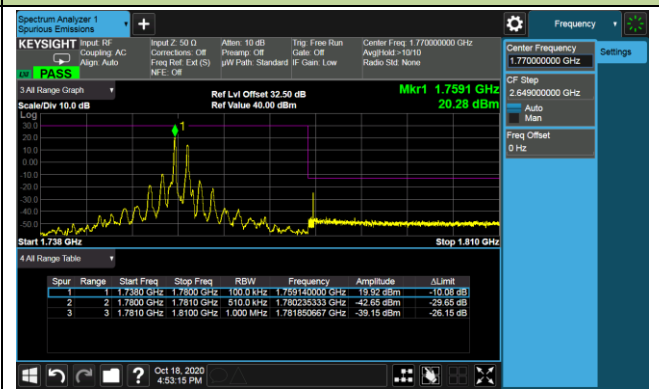 Spectrum Analyzer 1
Spurious Emissions
Frequency
KEYSIGHT
Input: RF
Coupling: AC
Align: Auto
Input Z: 50 Ω
Corrections: Off
Freq Ref: Ext (S)
NFE: Off
Atten: 10 dB
Preamp: Off
µW Path: Standard
Trig: Free Run
Gate: Off
IF Gain: Low
Center Freq: 1.770000000 GHz
Avg|Hold:>10/10
Radio Std: None
PASS
Center Frequency
1.770000000 GHz
Settings
CF Step
2.649000000 GHz
Auto
Man
Freq Offset
0 Hz
3 All Range Graph
Scale/Div 10.0 dB
Ref Lvl Offset 32.50 dB
Ref Value 40.00 dBm
Mkr1 1.7591 GHz
20.28 dBm
Log
30.0
20.0
10.0
0.00
-10.0
-20.0
-30.0
-40.0
-50.0
1
Start 1.738 GHz
Stop 1.810 GHz
4 All Range Table
Spur Range Start Freq Stop Freq RBW Frequency Amplitude ΔLimit
1 1 1.7380 GHz 1.7800 GHz 100.0 kHz 1.759140000 GHz 19.92 dBm -10.08 dB
2 2 1.7800 GHz 1.7810 GHz 510.0 kHz 1.780235333 GHz -42.65 dBm -29.65 dB
3 3 1.7810 GHz 1.8100 GHz 1.000 MHz 1.781850667 GHz -39.15 dBm -26.15 dB
Oct 18, 2020
4:53:15 PM